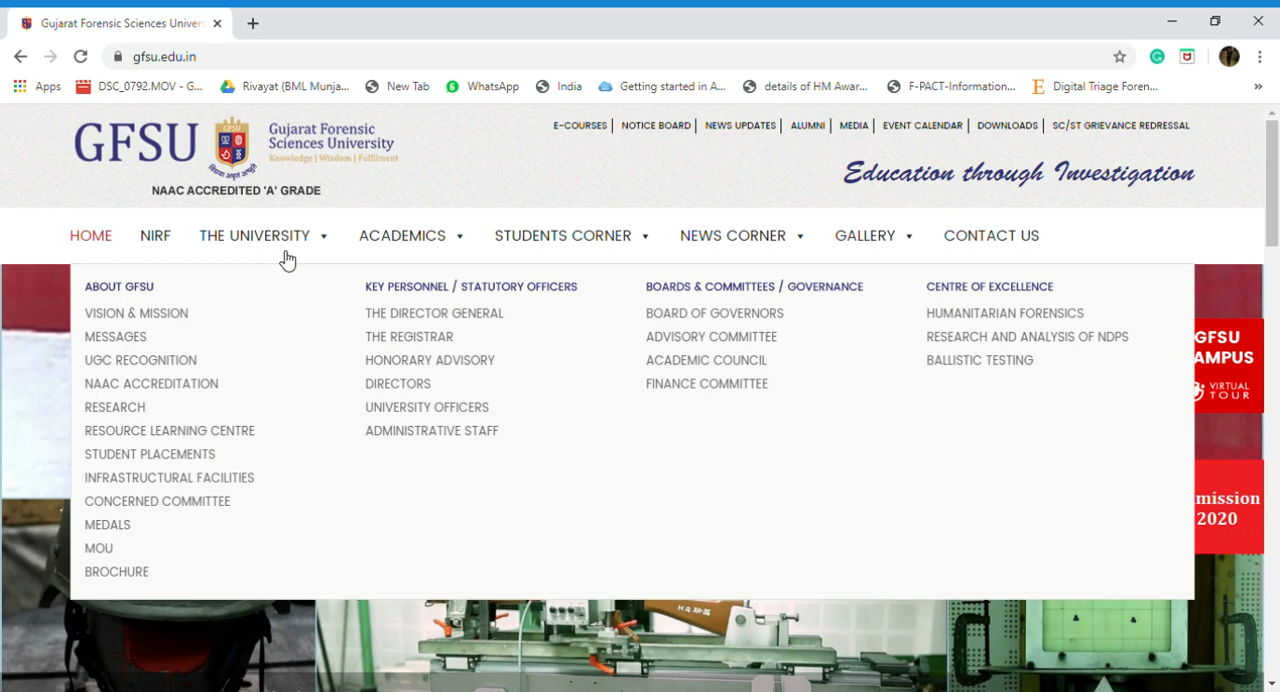 Gujarat Forensic Sciences Univer
gfsu.edu.in
Apps DSC_0792.MOV - G... Rivayat (BML Munja... New Tab WhatsApp India Getting started in A... details of HM Awar... F-PACT-Information... Digital Triage Foren... »
E-COURSES | NOTICE BOARD | NEWS UPDATES | ALUMNI | MEDIA | EVENT CALENDAR | DOWNLOADS | SC/ST GRIEVANCE REDRESSAL
GFSU
GFSU
Gujarat Forensic
Sciences University
Knowledge | Wisdom | Fulfilment
NAAC ACCREDITED 'A' GRADE
Education through Investigation
HOME NIRF THE UNIVERSITY ACADEMICS STUDENTS CORNER NEWS CORNER GALLERY CONTACT US
ABOUT GFSU
VISION & MISSION
MESSAGES
UGC RECOGNITION
NAAC ACCREDITATION
RESEARCH
RESOURCE LEARNING CENTRE
STUDENT PLACEMENTS
INFRASTRUCTURAL FACILITIES
CONCERNED COMMITTEE
MEDALS
MOU
BROCHURE
KEY PERSONNEL / STATUTORY OFFICERS
THE DIRECTOR GENERAL
THE REGISTRAR
HONORARY ADVISORY
DIRECTORS
UNIVERSITY OFFICERS
ADMINISTRATIVE STAFF
BOARDS & COMMITTEES / GOVERNANCE
BOARD OF GOVERNORS
ADVISORY COMMITTEE
ACADEMIC COUNCIL
FINANCE COMMITTEE
CENTRE OF EXCELLENCE
HUMANITARIAN FORENSICS
RESEARCH AND ANALYSIS OF NDPS
BALLISTIC TESTING
GFSU
AMPUS
VIRTUAL
TOUR
mission
2020